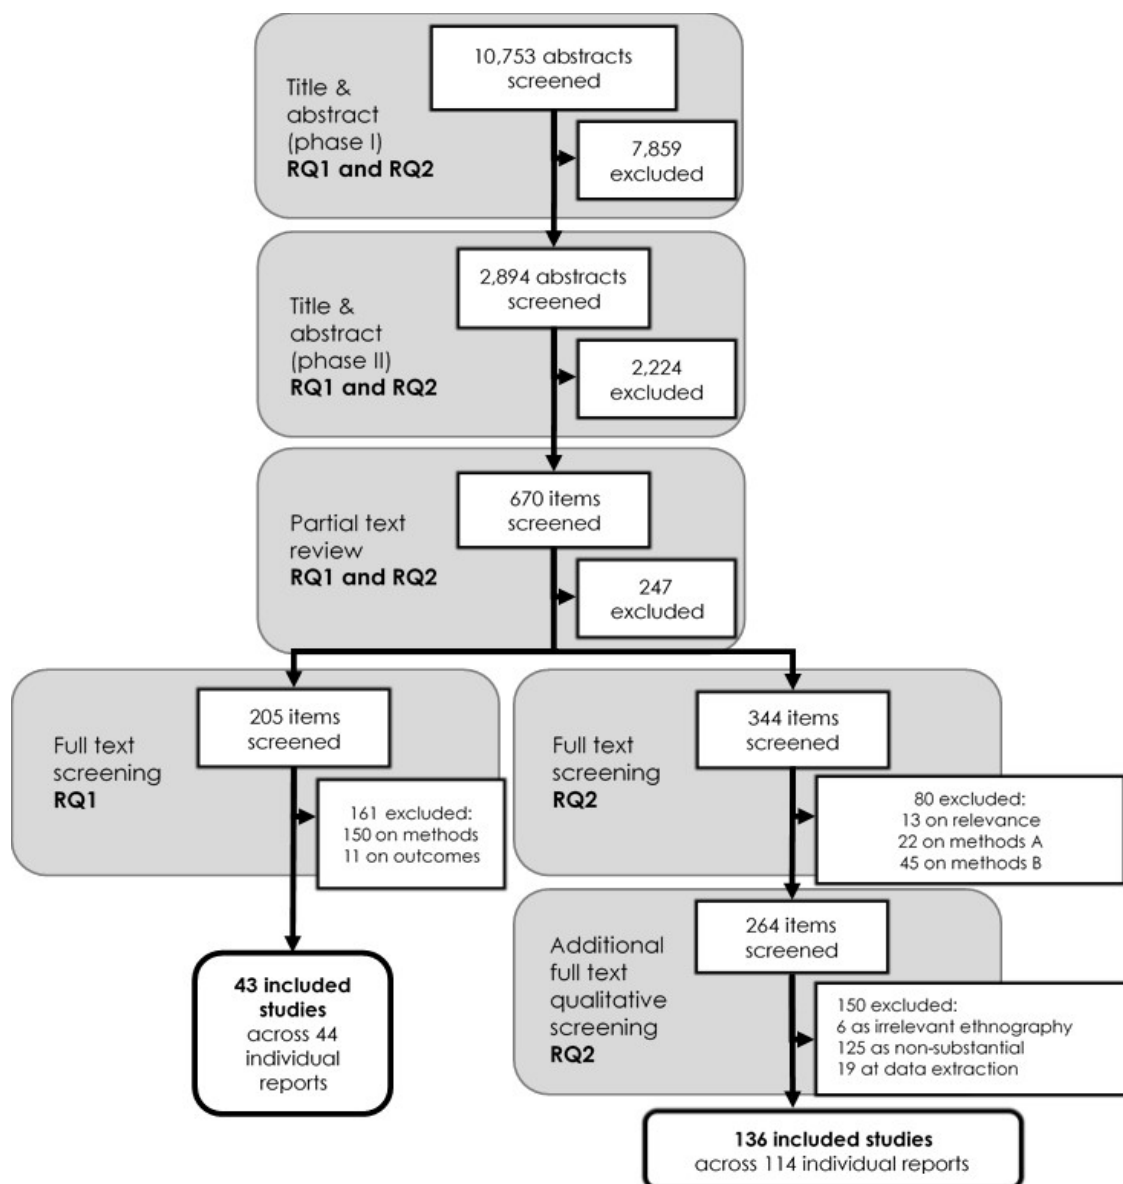 10,753 abstracts
screened
Title &
abstract
(phase I)
RQ1 and RQ2
7,859
excluded
2,894 abstracts
screened
Title &
abstract
(phase II)
RQ1 and RQ2
2,224
excluded
670 items
screened
Partial text
review
RQ1 and RQ2
247
excluded
205 items
screened
Full text
screening
RQ1
161 excluded:
150 on methods
11 on outcomes
43 included
studies
across 44
individual
reports
344 items
screened
Full text
screening
RQ2
80 excluded:
13 on relevance
22 on methods A
45 on methods B
264 items
screened
Additional
full text
qualitative
screening
RQ2
150 excluded:
6 as irrelevant ethnography
125 as non-substantial
19 at data extraction
136 included studies
across 114 individual reports